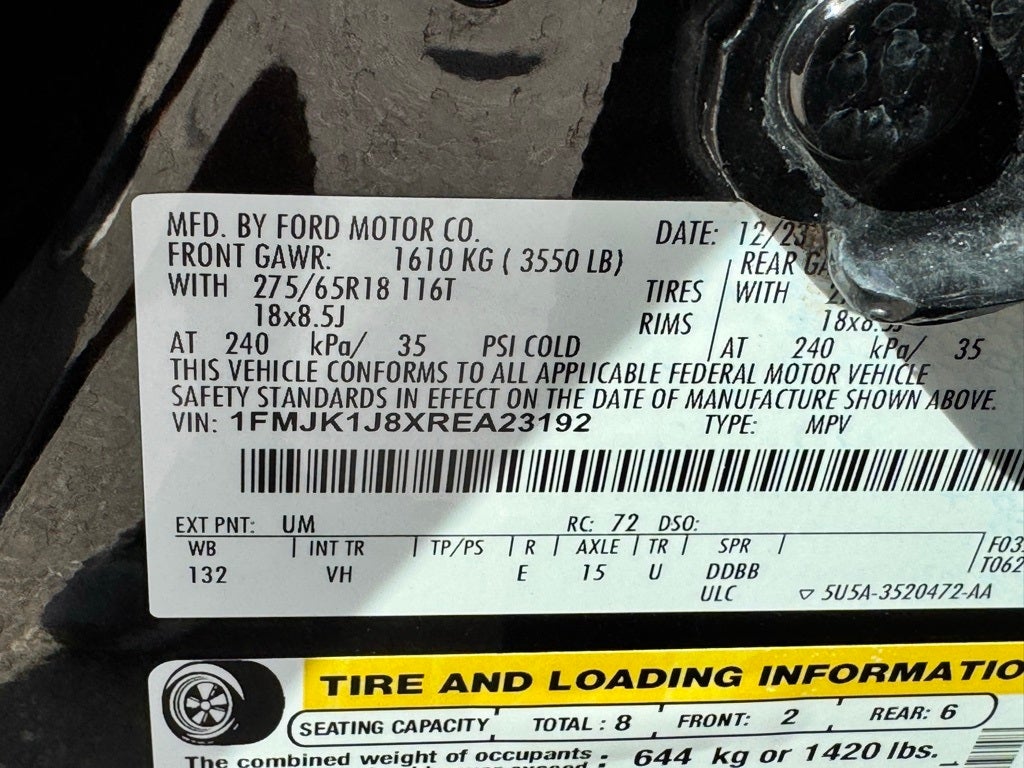 MFD. BY FORD MOTOR CO. DATE: 12/23
FRONT GAWR: 1610 KG ( 3550 LB) REAR
WITH 275/65R18 116T TIRES WITH
18x8.5J RIMS 18x8.5J
AT 240 kPa/ 35 PSI COLD AT 240 kPa/ 35
THIS VEHICLE CONFORMS TO ALL APPLICABLE FEDERAL MOTOR VEHICLE
SAFETY STANDARDS IN EFFECT ON THE DATE OF MANUFACTURE SHOWN ABOVE.
VIN: 1FMJK1J8XREA23192 TYPE: MPV
EXT PNT: UM RC: 72 DSO:
WB | INT TR | TP/PS | R | AXLE | TR | SPR | F03
132 VH E 15 U DDBB T062
ULC ▽ 5U5A-3520472-AA
TIRE AND LOADING INFORMATIO
SEATING CAPACITY TOTAL : 8 FRONT: 2 REAR: 6
The combined weight of occupants : 644 kg or 1420 lbs.